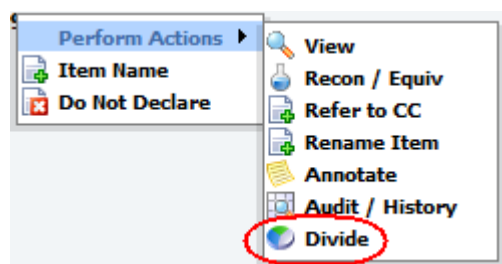 Perform Actions
Item Name
Do Not Declare
View
Recon / Equiv
Refer to CC
Rename Item
Annotate
Audit / History
Divide